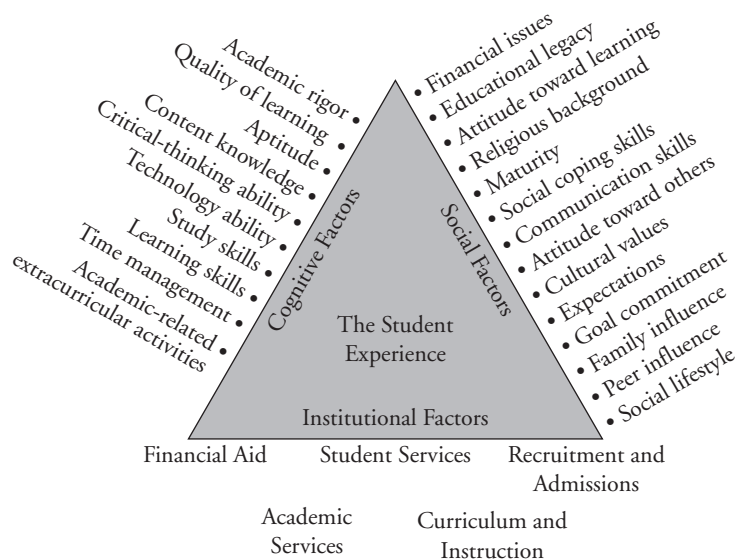 Academic rigor •
Quality of learning •
Aptitude •
Content knowledge •
Critical-thinking ability •
Technology ability •
Study skills •
Learning skills •
Time management •
Academic-related •
extracurricular activities
Cognitive Factors
• Financial issues
• Educational legacy
• Attitude toward learning
• Religious background
• Maturity
• Social coping skills
• Communication skills
• Attitude toward others
• Cultural values
• Expectations
• Goal commitment
• Family influence
• Peer influence
• Social lifestyle
Social Factors
The Student
Experience
Institutional Factors
Financial Aid
Student Services
Recruitment and
Admissions
Academic
Services
Curriculum and
Instruction